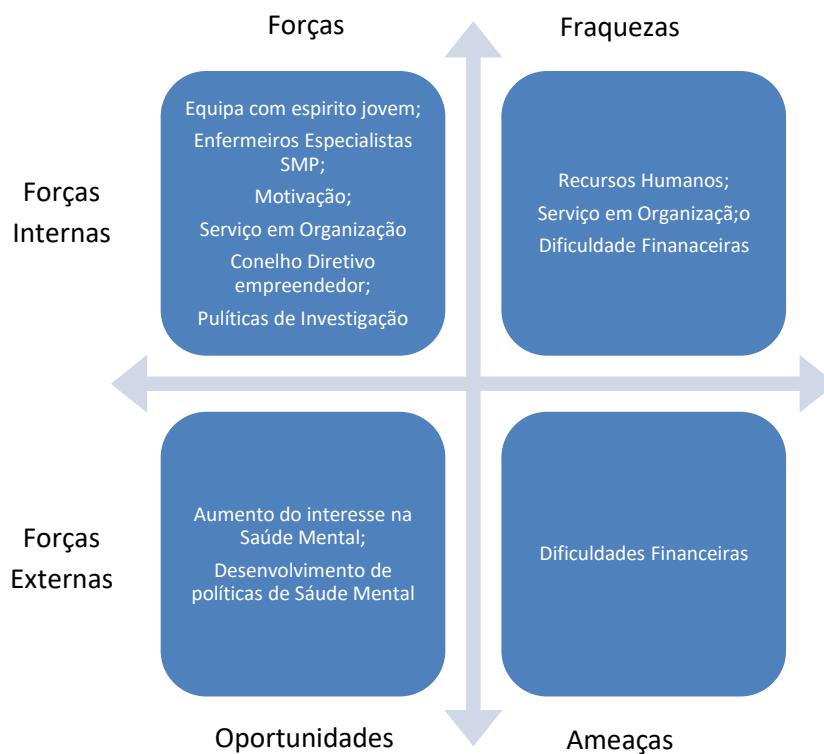 Forças
Fraquezas
Forças
Internas
Equipa com espirito jovem;
Enfermeiros Especialistas
SMP;
Motivação;
Serviço em Organização
Conelho Diretivo
empreendedor;
Pulíticas de Investigação
Recursos Humanos;
Serviço em Organizaçã;o
Dificuldade Finanaceiras
Forças
Externas
Aumento do interesse na
Saúde Mental;
Desenvolvimento de
políticas de Sáude Mental
Dificuldades Financeiras
Oportunidades
Ameaças